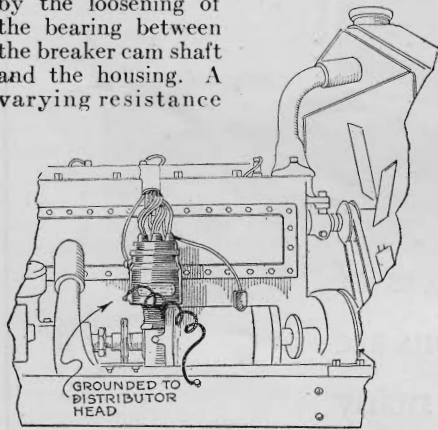 by the loosening of
the bearing between
the breaker cam shaft
and the housing. A
varying resistance
GROUNDED TO
DISTRIBUTOR
HEAD